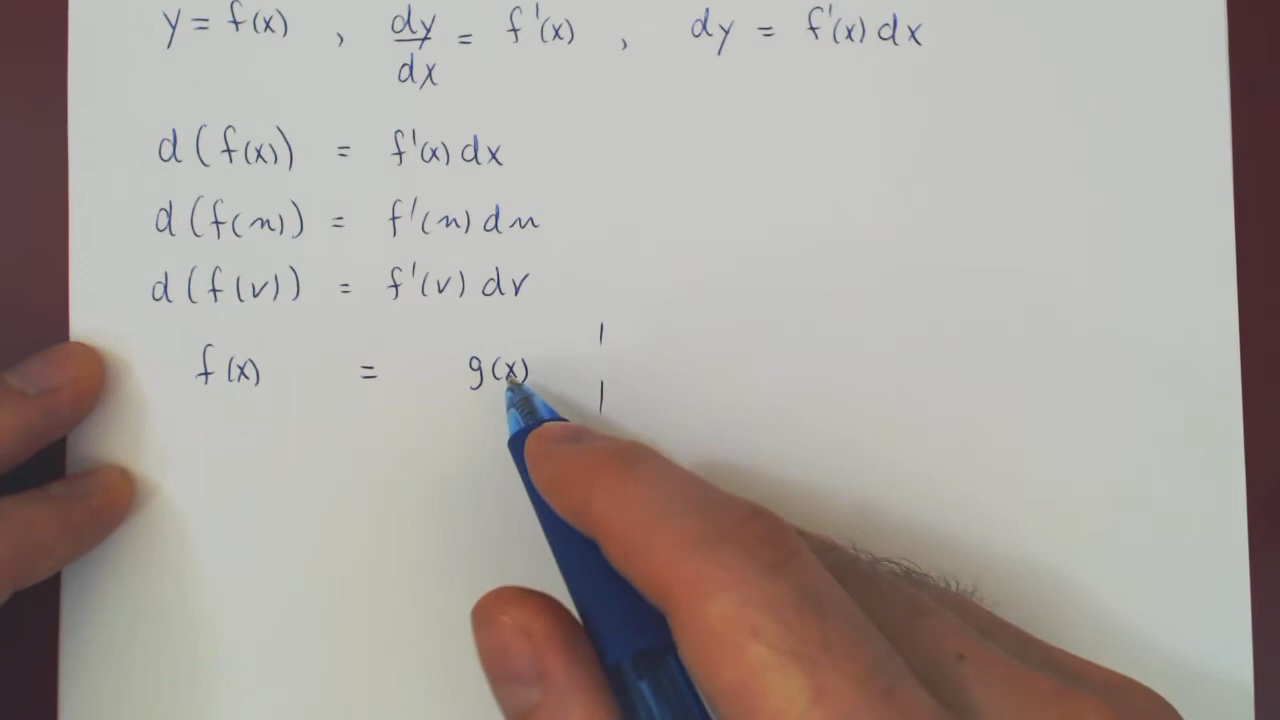 y = f(x) , dy/dx = f'(x) , dy = f'(x) dx
d(f(x)) = f'(x) dx
d(f(u)) = f'(u) du
d(f(v)) = f'(v) dv
f(x) = g(x) |
|